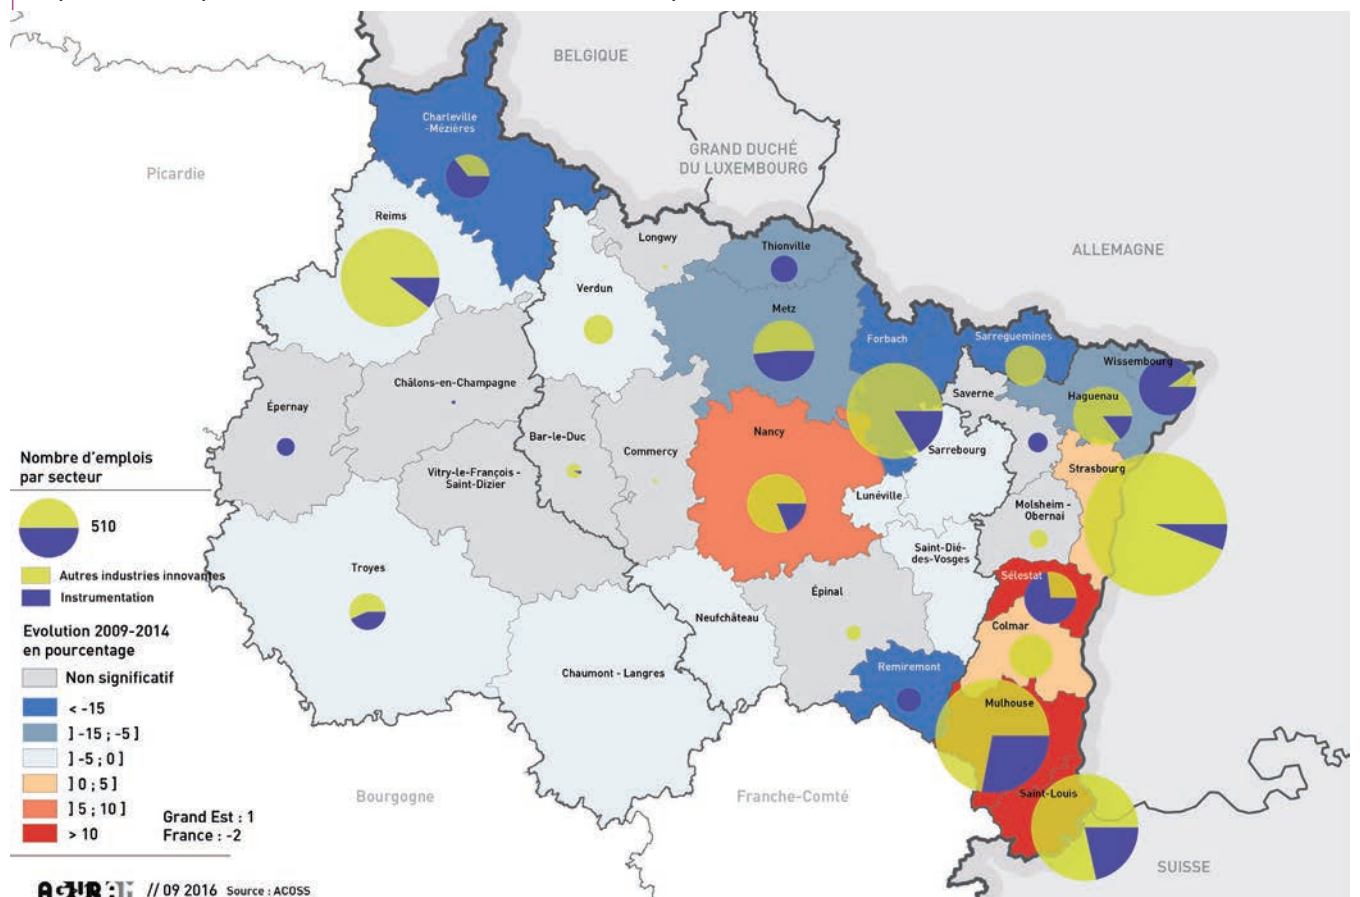 BELGIQUE
Charleville
-Mézières
GRAND DUCHÉ
DU LUXEMBOURG
Picardie
Reims
Longwy
Thionville
ALLEMAGNE
Verdun
Metz
Forbach
Sarreguemines
Wissembourg
Châlons-en-Champagne
Saverne
Haguenau
Épernay
Nancy
Bar-le-Duc
Commercy
Sarrebourg
Nombre d'emplois
par secteur
Vitry-le-François -
Saint-Dizier
Strasbourg
Lunéville
Molsheim -
Obernai
510
Saint-Dié-
des-Vosges
Troyes
Autres industries innovantes
Sélestat
Instrumentation
Épinal
Neufchâteau
Colmar
Evolution 2009-2014
en pourcentage
Non significatif
Chaumont - Langres
Remiremont
< -15
Mulhouse
] -15 ; -5 ]
] -5 ; 0 ]
] 0 ; 5 ]
Bourgogne
Franche-Comté
Saint-Louis
] 5 ; 10 ]
Grand Est : 1
> 10
France : -2
SUISSE
// 09 2016 Source : ACOSS